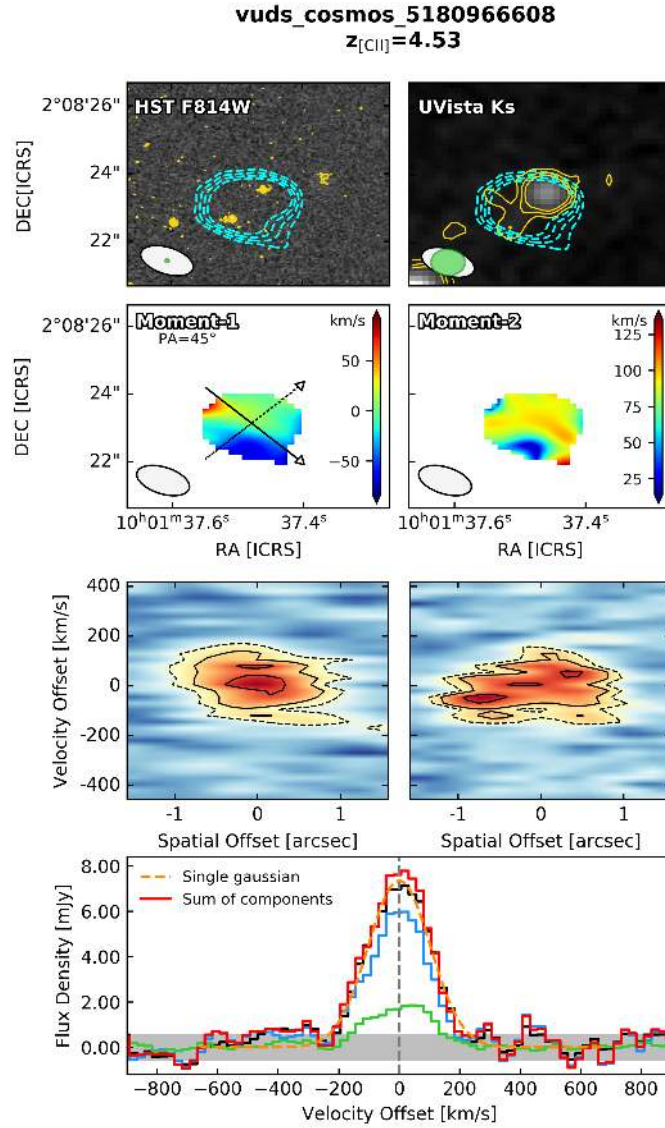 vuds_cosmos_5180966608
z[CII]=4.53
HST F814W
UVista Ks
DEC[ICRS]
2°08'26"
24"
22"
Moment-1
PA=45°
km/s
50
0
−50
Moment-2
km/s
125
100
75
50
25
DEC [ICRS]
2°08'26"
24"
22"
10h01m37.6s
37.4s
10h01m37.6s
37.4s
RA [ICRS]
RA [ICRS]
Velocity Offset [km/s]
400
200
0
-200
-400
-1
0
1
-1
0
1
Spatial Offset [arcsec]
Spatial Offset [arcsec]
Flux Density [mJy]
8.00
6.00
4.00
2.00
0.00
Single gaussian
Sum of components
−800
−600
−400
−200
0
200
400
600
800
Velocity Offset [km/s]